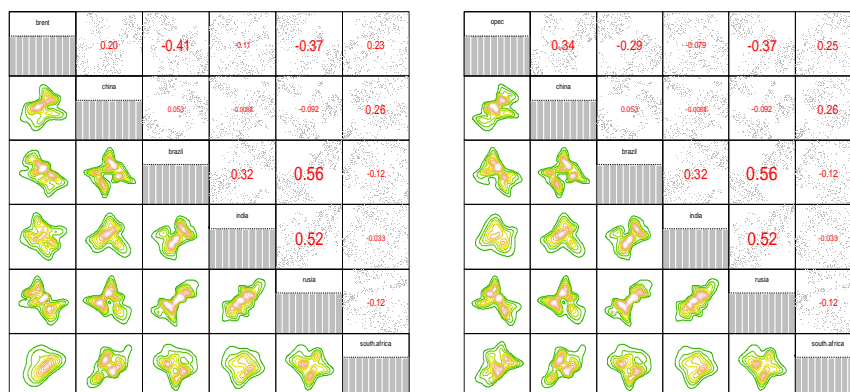 brent
0.20
-0.41
-0.11
-0.37
0.23
china
0.053
-0.0088
-0.092
0.26
brazil
0.32
0.56
-0.12
india
0.52
-0.033
rusia
-0.12
south.africa
opec
0.34
-0.29
-0.079
-0.37
0.25
china
0.053
-0.0088
-0.092
0.26
brazil
0.32
0.56
-0.12
india
0.52
-0.033
rusia
-0.12
south.africa